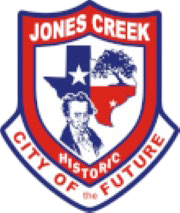 JONES CREEK
HISTORIC
CITY OF the FUTURE